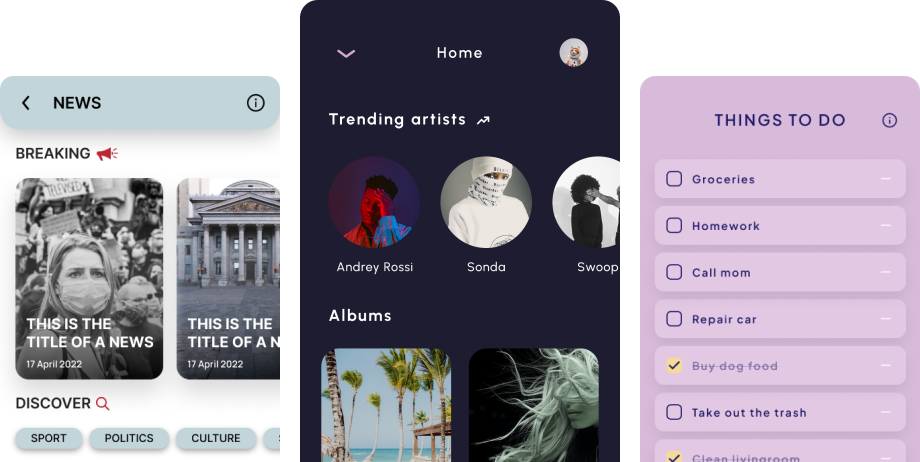 NEWS
BREAKING
TELEVISED
THIS IS THE
TITLE OF A NEWS
17 April 2022
THIS IS THE
TITLE OF A N
17 April 2022
DISCOVER
SPORT
POLITICS
CULTURE
Home
Trending artists
Andrey Rossi
Sonda
Swoop
Albums
THINGS TO DO
Groceries
Homework
Call mom
Repair car
Buy dog food
Take out the trash
Clean livingroom